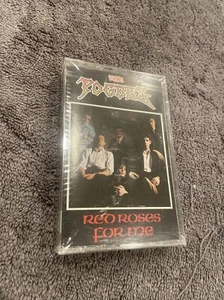 THE
POGUES
RED ROSES
FOR ME